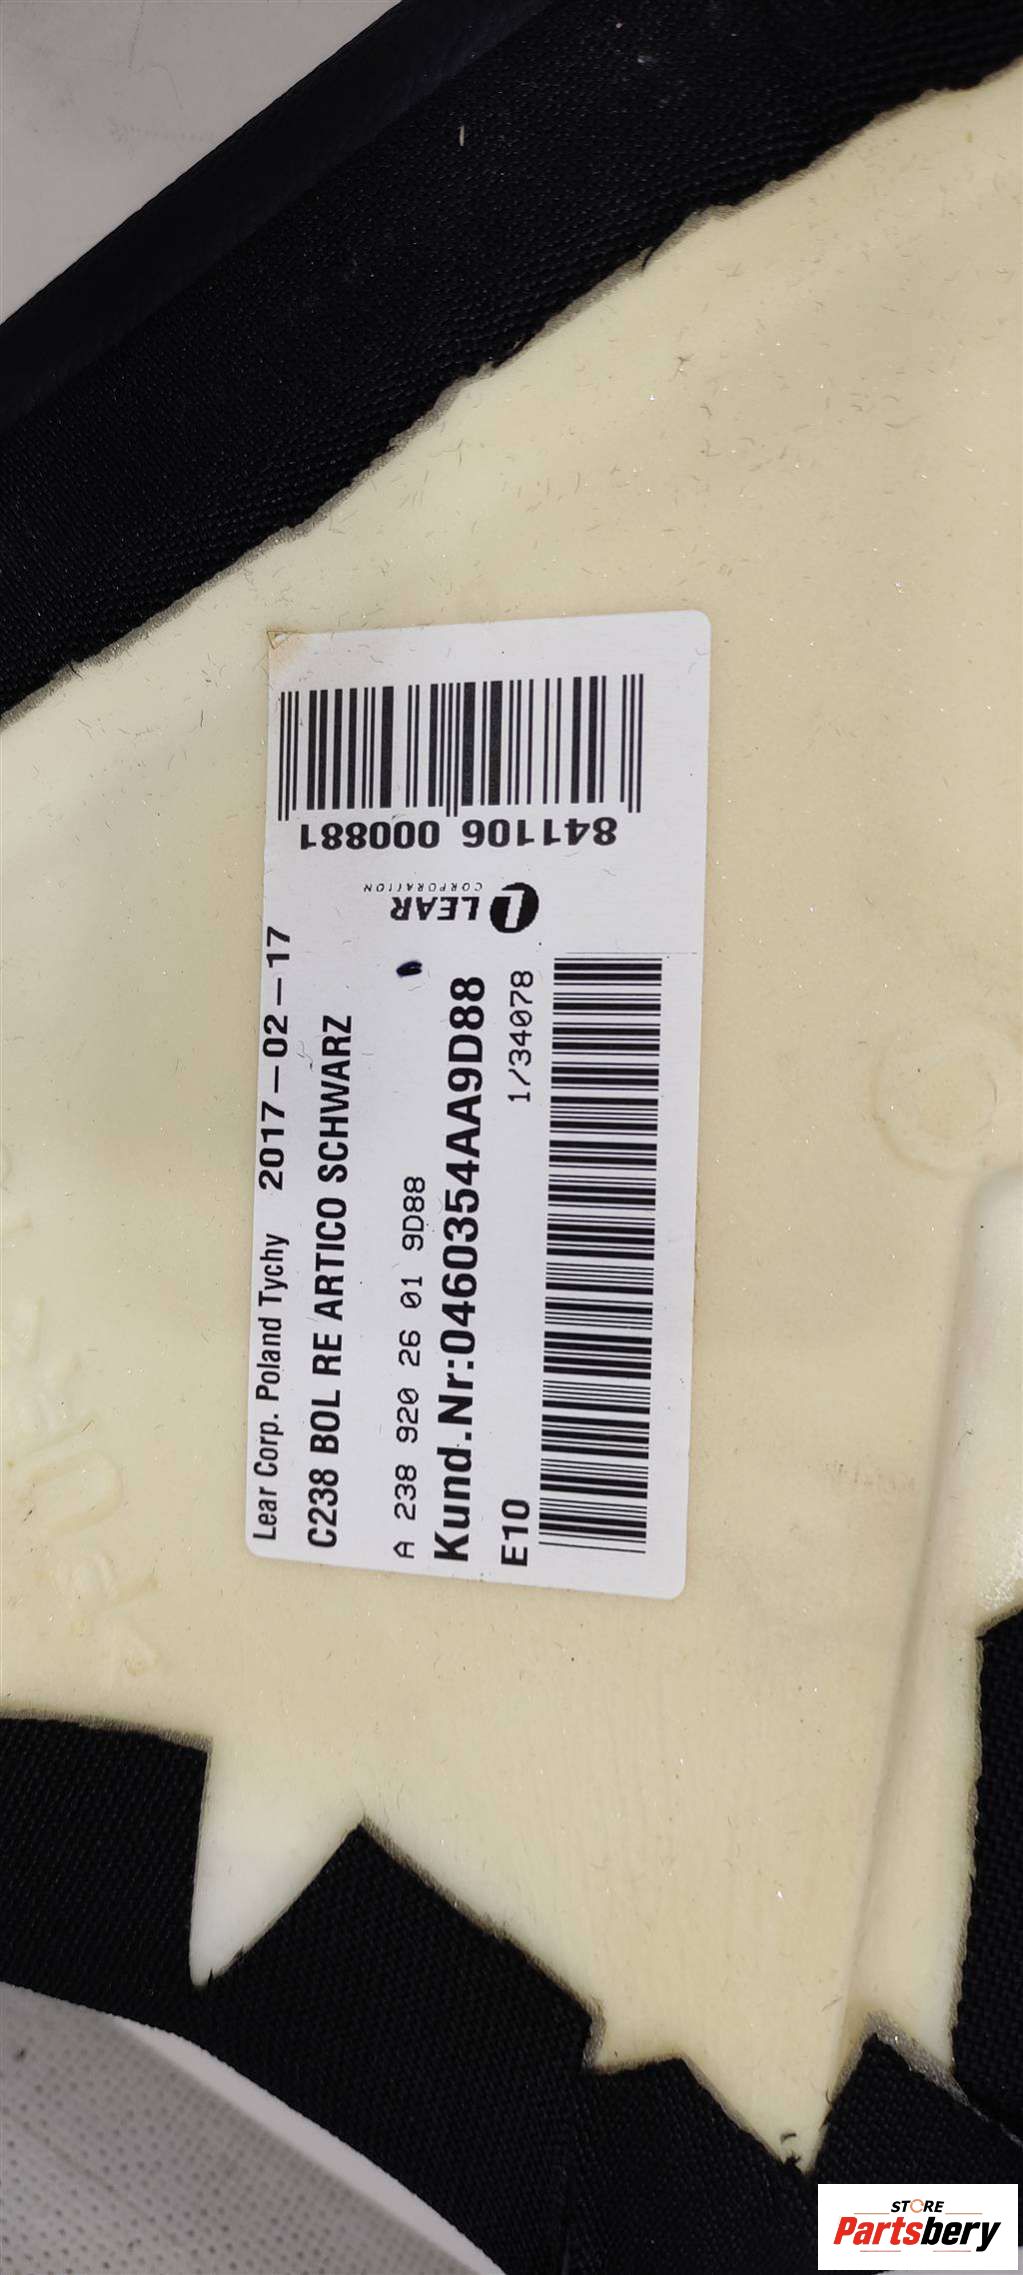 Lear Corp. Poland Tychy 2017-02-17
C238 BOL RE ARTICO SCHWARZ
A 238 920 26 01 9D88
Kund.Nr:0460354AA9D88
E10 1/34078
LEAR
CORPORATION
841106 000881
STORE
Partsbery